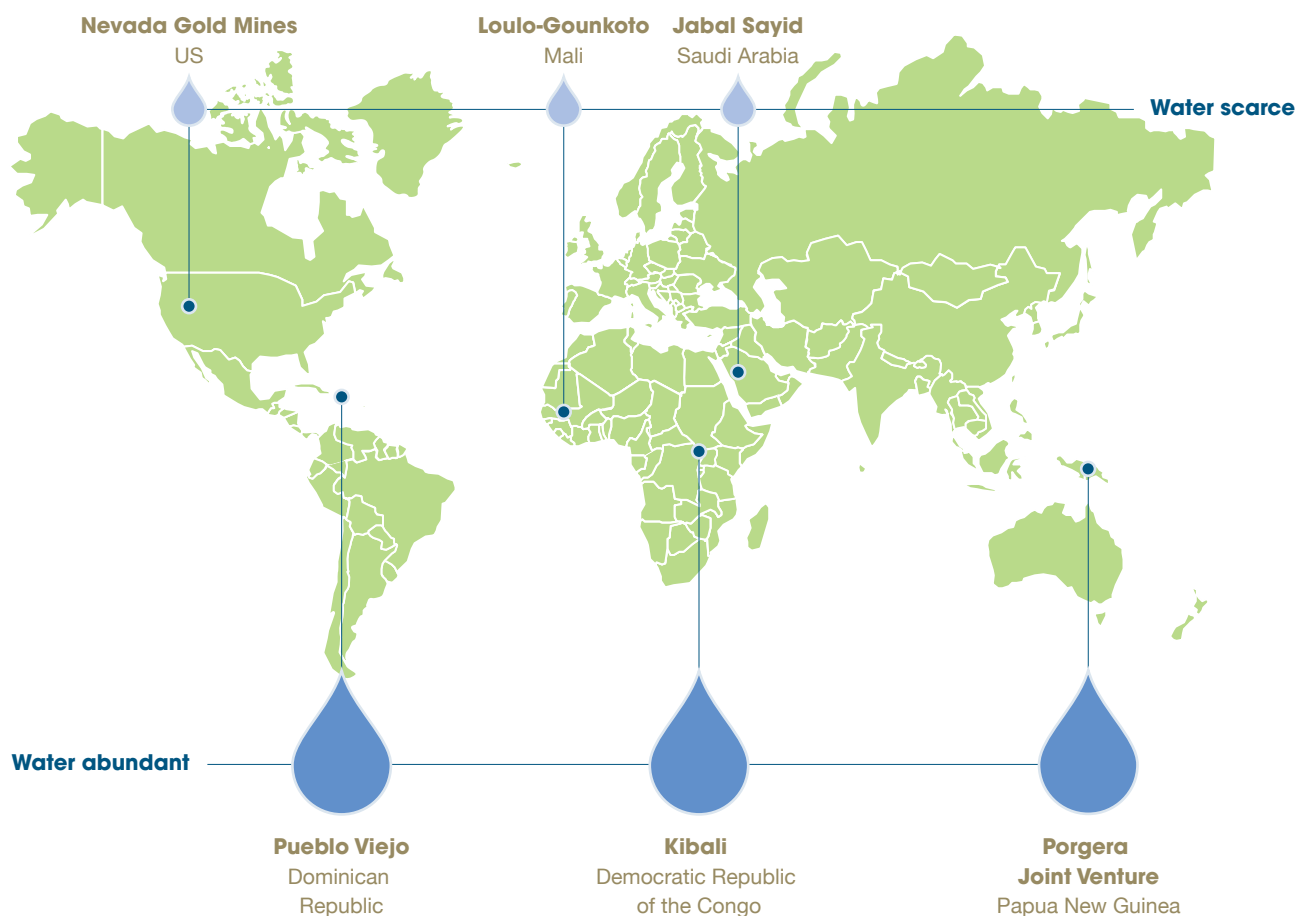 Nevada Gold Mines
US
Loulo-Gounkoto
Mali
Jabal Sayid
Saudi Arabia
Water scarce
Water abundant
Pueblo Viejo
Dominican
Republic
Kibali
Democratic Republic
of the Congo
Porgera
Joint Venture
Papua New Guinea